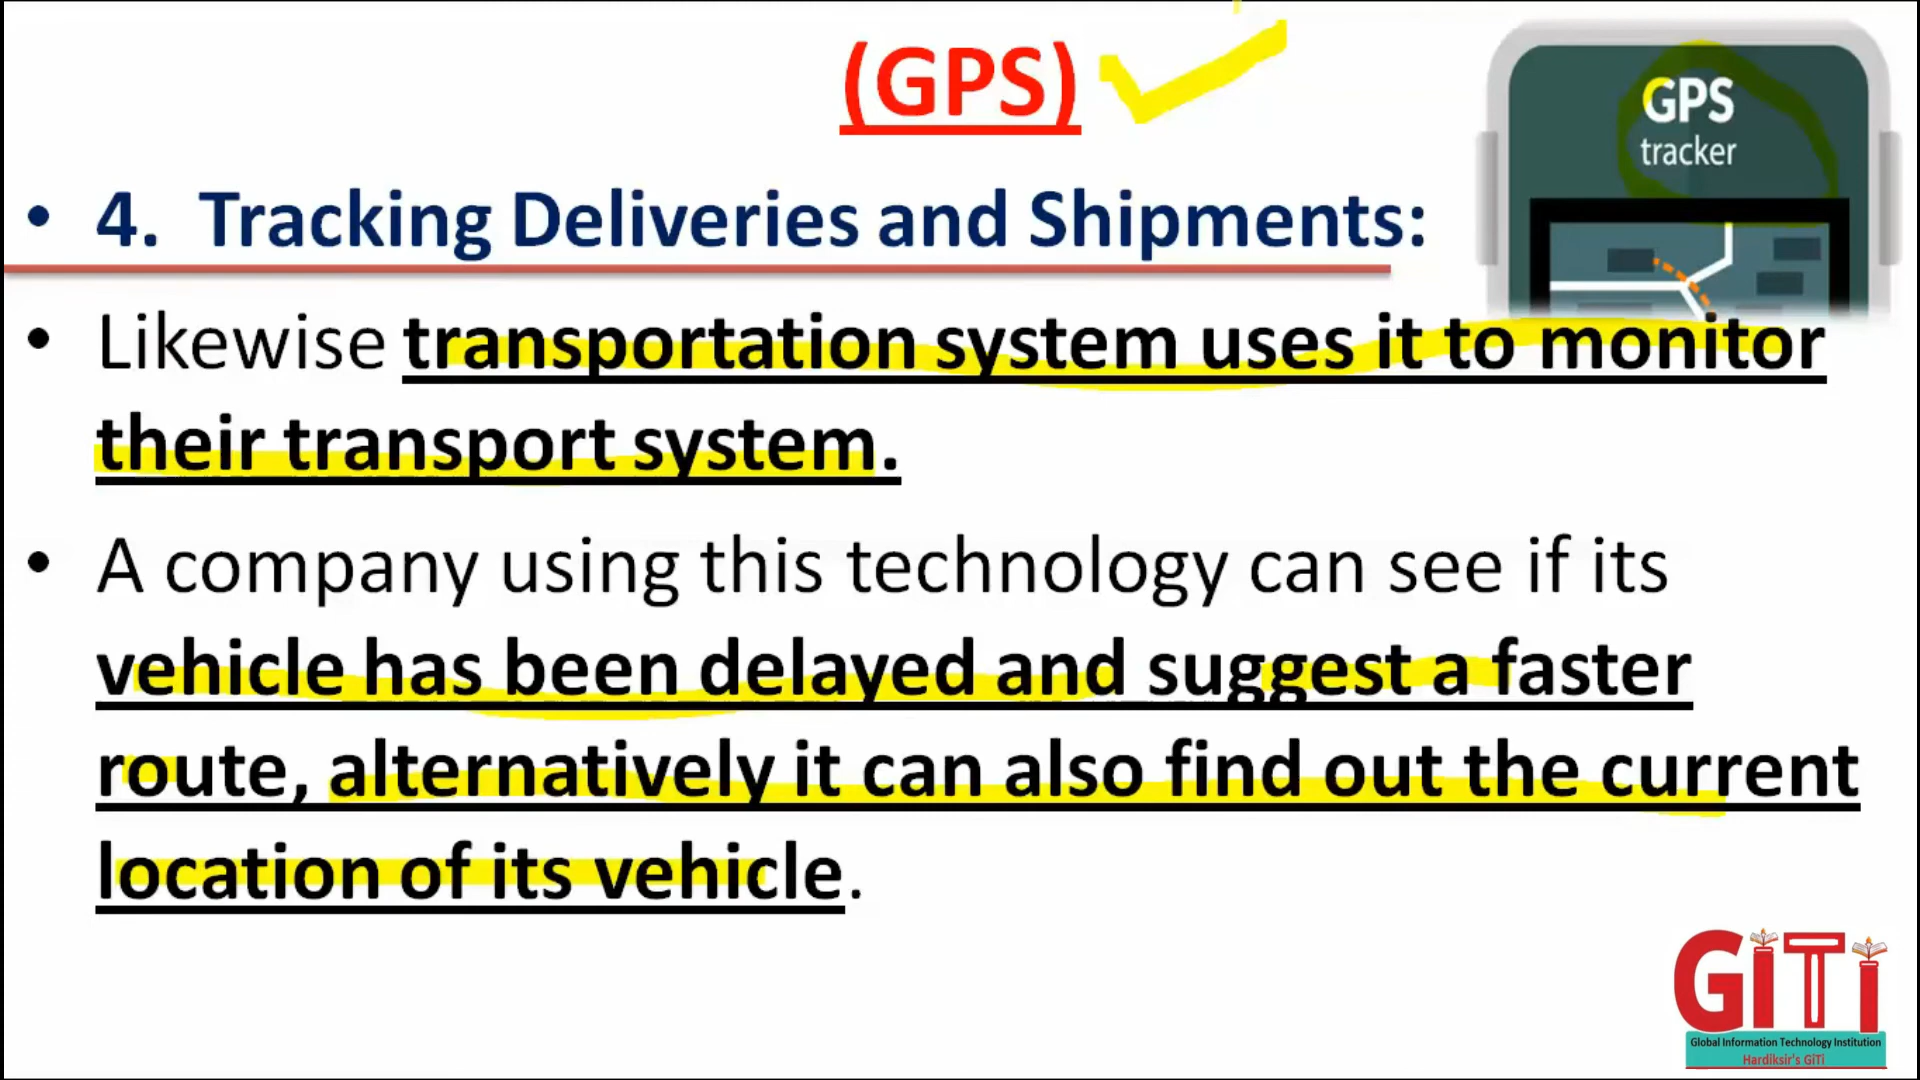 (GPS)
GPS
tracker
• 4. Tracking Deliveries and Shipments:
• Likewise transportation system uses it to monitor
their transport system.
• A company using this technology can see if its
vehicle has been delayed and suggest a faster
route, alternatively it can also find out the current
location of its vehicle.
GiTi
Global Information Technology Institution
Hardiksir's GiTi